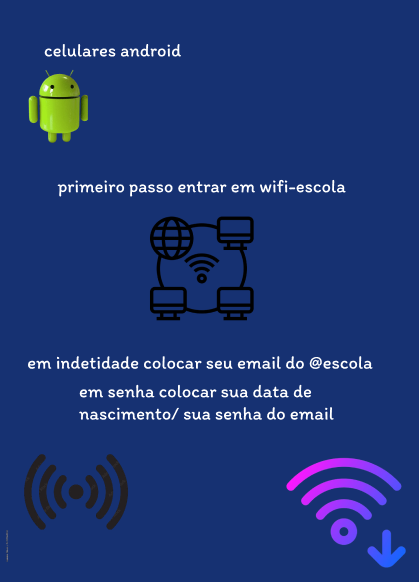 celulares android
primeiro passo entrar em wifi-escola
em indetidade colocar seu email do @escola
em senha colocar sua data de
nascimento/ sua senha do email